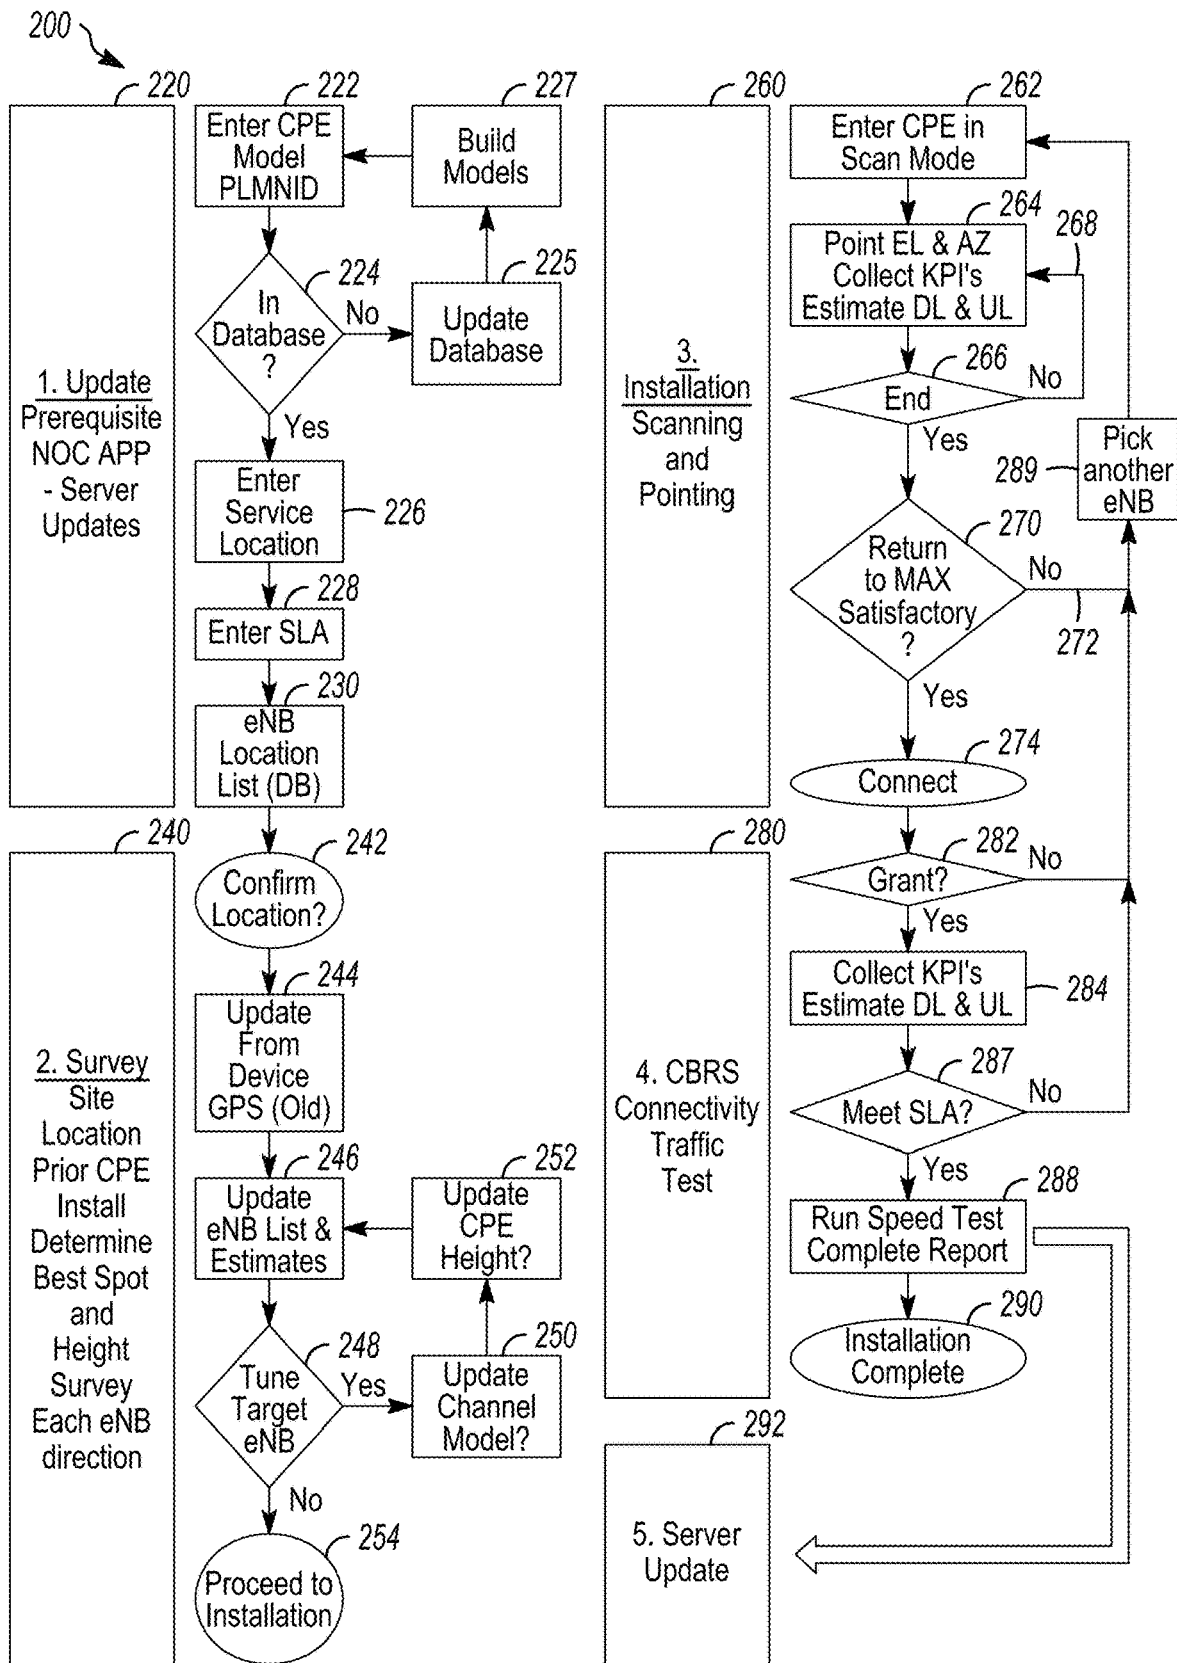 200
220
1. Update
Prerequisite
NOC APP
- Server
Updates
222
Enter CPE
Model
PLMNID
227
Build
Models
224
In
Database
?
No
225
Update
Database
Yes
Enter
Service
Location
226
228
Enter SLA
230
eNB
Location
List (DB)
240
2. Survey
Site
Location
Prior CPE
Install
Determine
Best Spot
and
Height
Survey
Each eNB
direction
242
Confirm
Location?
244
Update
From
Device
GPS (Old)
246
Update
eNB List &
Estimates
252
Update
CPE
Height?
248
Tune
Target
eNB
Yes
250
Update
Channel
Model?
No
254
Proceed to
Installation
260
3.
Installation
Scanning
and
Pointing
262
Enter CPE in
Scan Mode
264
268
Point EL & AZ
Collect KPI's
Estimate DL & UL
266
End
No
Yes
289
Pick
another
eNB
270
Return
to MAX
Satisfactory
?
No
272
Yes
274
Connect
280
4. CBRS
Connectivity
Traffic
Test
282
Grant?
No
Yes
Collect KPI's
Estimate DL & UL
284
287
Meet SLA?
No
Yes
288
Run Speed Test
Complete Report
290
Installation
Complete
292
5. Server
Update